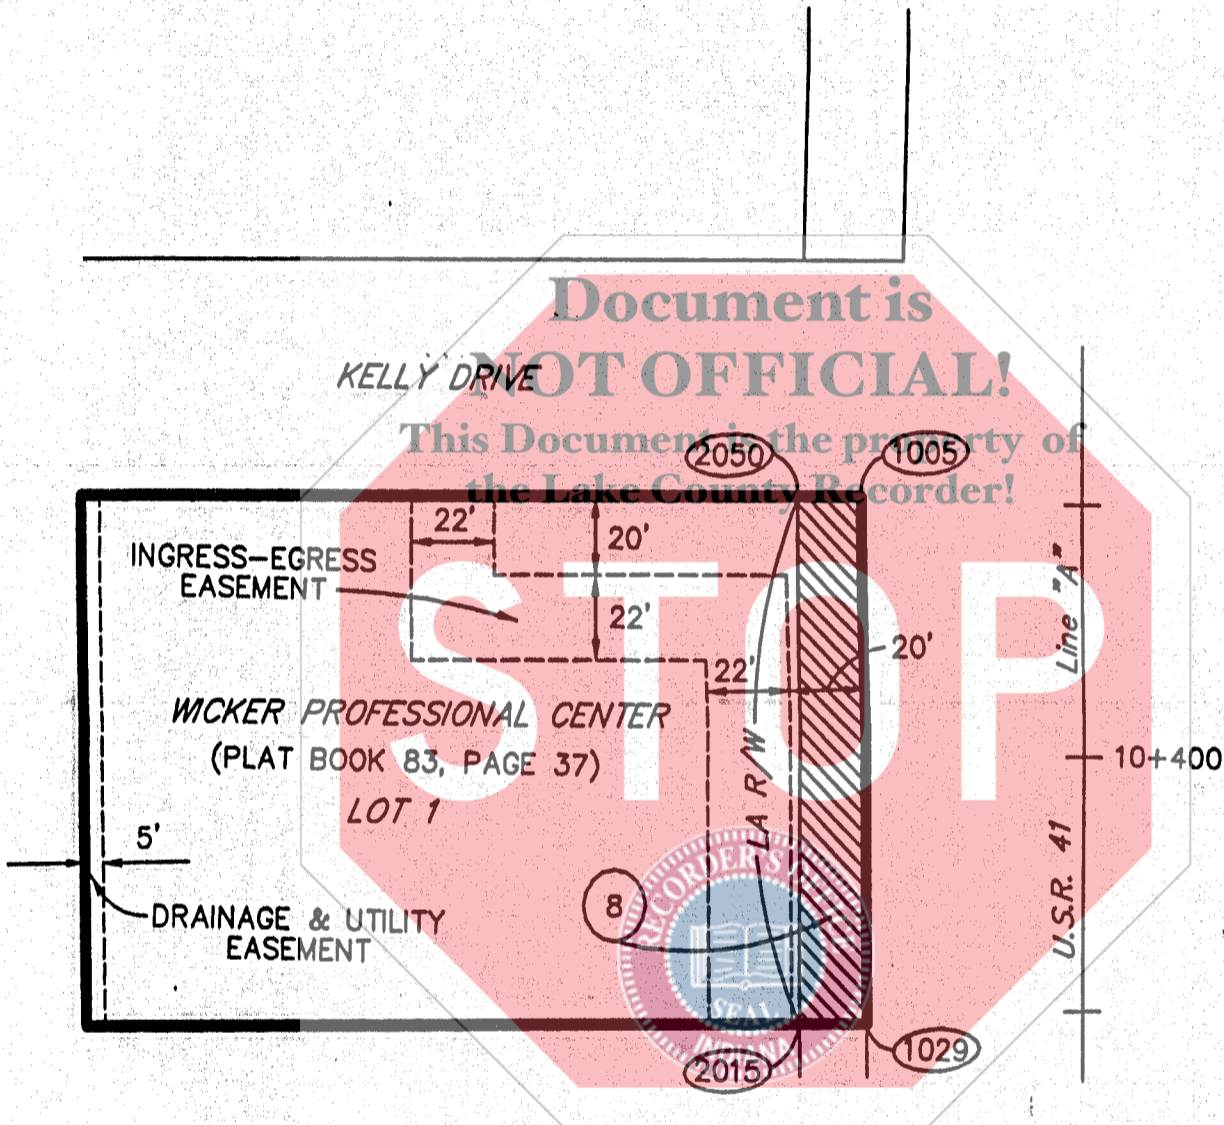 Document is
NOT OFFICIAL!
This Document is the property of
the Lake County Recorder!
STOP
KELLY DRIVE
2050
1005
22'
20'
INGRESS-EGRESS
EASEMENT
22'
20'
22'
Line "A"
WICKER PROFESSIONAL CENTER
(PLAT BOOK 83, PAGE 37)
LOT 1
LA R/W
10+400
5'
U.S.R. 41
8
DRAINAGE & UTILITY
EASEMENT
SEAL
INDIANA
2015
1029